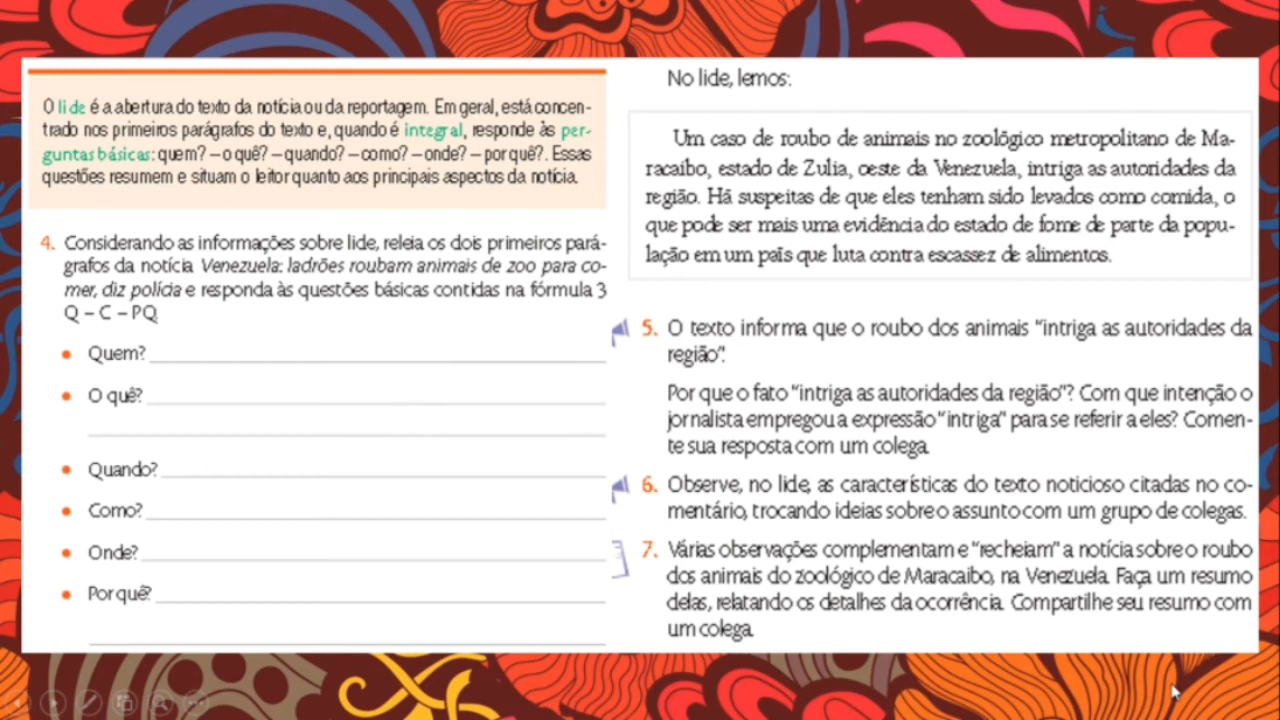 O lide é a abertura do texto da notícia ou da reportagem. Em geral, está concen-
trado nos primeiros parágrafos do texto e, quando é integral, responde às per-
guntas básicas: quem? – o quê? – quando? – como? – onde? – por quê?. Essas
questões resumem e situam o leitor quanto aos principais aspectos da notícia.
4. Considerando as informações sobre lide, releia os dois primeiros pará-
grafos da notícia Venezuela: ladrões roubam animais de zoo para co-
mer, diz polícia e responda às questões básicas contidas na fórmula 3
Q – C – PQ.
• Quem?
• O quê?
• Quando?
• Como?
• Onde?
• Por quê?
No lide, lemos:
Um caso de roubo de animais no zoológico metropolitano de Ma-
racaibo, estado de Zulia, oeste da Venezuela, intriga as autoridades da
região. Há suspeitas de que eles tenham sido levados como comida, o
que pode ser mais uma evidência do estado de fome de parte da popu-
lação em um país que luta contra escassez de alimentos.
5. O texto informa que o roubo dos animais "intriga as autoridades da
região".
Por que o fato "intriga as autoridades da região"? Com que intenção o
jornalista empregou a expressão "intriga" para se referir a eles? Comen-
te sua resposta com um colega.
6. Observe, no lide, as características do texto noticioso citadas no co-
mentário, trocando ideias sobre o assunto com um grupo de colegas.
7. Várias observações complementam e "recheiam" a notícia sobre o roubo
dos animais do zoológico de Maracaibo, na Venezuela. Faça um resumo
delas, relatando os detalhes da ocorrência. Compartilhe seu resumo com
um colega.